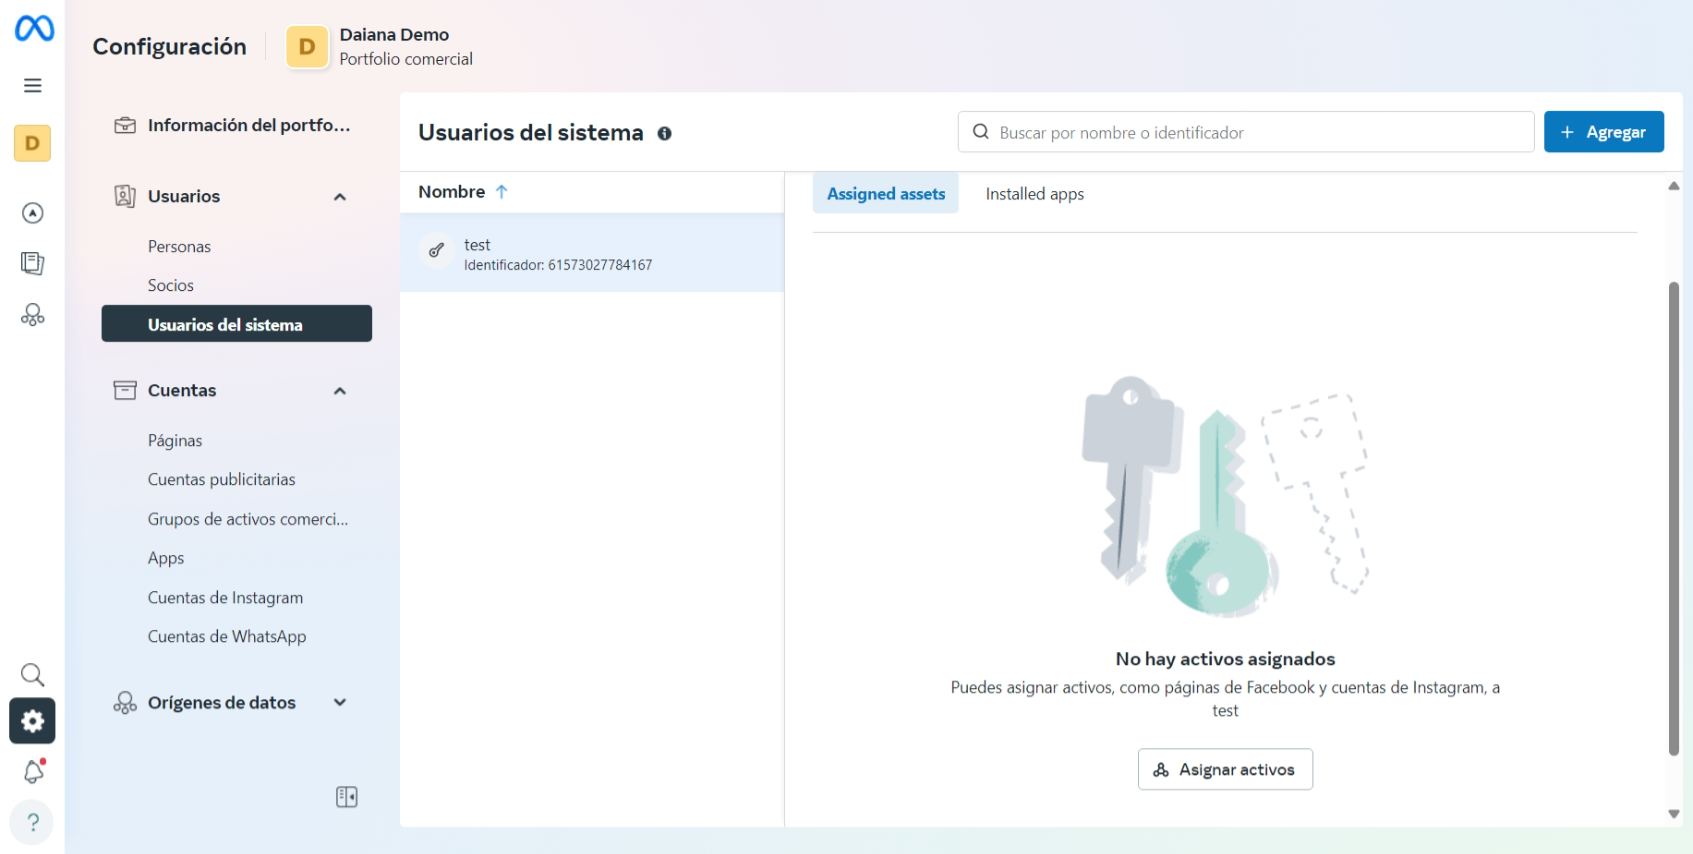 Configuración
D
Daiana Demo
Portfolio comercial
D
Información del portfo...
Usuarios
Personas
Socios
Usuarios del sistema
Cuentas
Páginas
Cuentas publicitarias
Grupos de activos comerci...
Apps
Cuentas de Instagram
Cuentas de WhatsApp
Orígenes de datos
?
Usuarios del sistema
Buscar por nombre o identificador
+ Agregar
Nombre ↑
test
Identificador: 61573027784167
Assigned assets
Installed apps
No hay activos asignados
Puedes asignar activos, como páginas de Facebook y cuentas de Instagram, a
test
Asignar activos